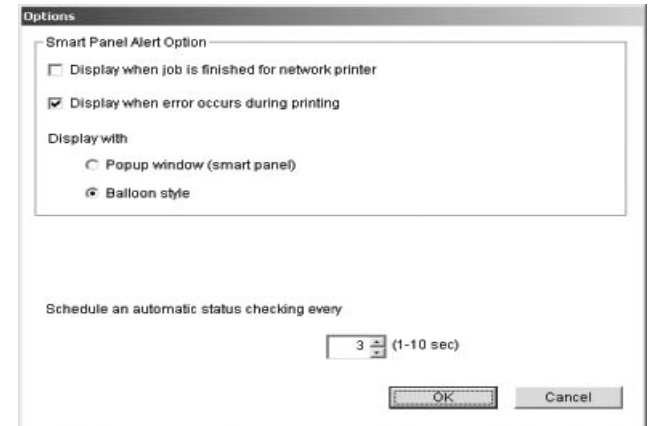 Options
Smart Panel Alert Option
Display when job is finished for network printer
Display when error occurs during printing
Display with
Popup window (smart panel)
Balloon style
Schedule an automatic status checking every
3 (1-10 sec)
OK Cancel